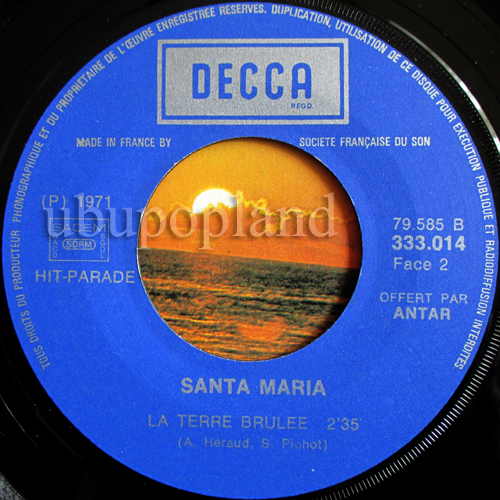 TOUS DROITS DU PRODUCTEUR PHONOGRAPHIQUE ET DU PROPRIETAIRE DE L'ŒUVRE ENREGISTREE RESERVES. DUPLICATION, UTILISATION DE CE DISQUE POUR EXECUTION PUBLIQUE ET RADIODIFFUSION INTERDITES
DECCA
REGD.
MADE IN FRANCE BY SOCIETE FRANÇAISE DU SON
(P) 1971
ubupopland
SACEM
SDRM
HIT-PARADE
79.585 B
333.014
Face 2
OFFERT PAR
ANTAR
SANTA MARIA
LA TERRE BRULEE 2'35
(A. Héraud, S. Pichot)